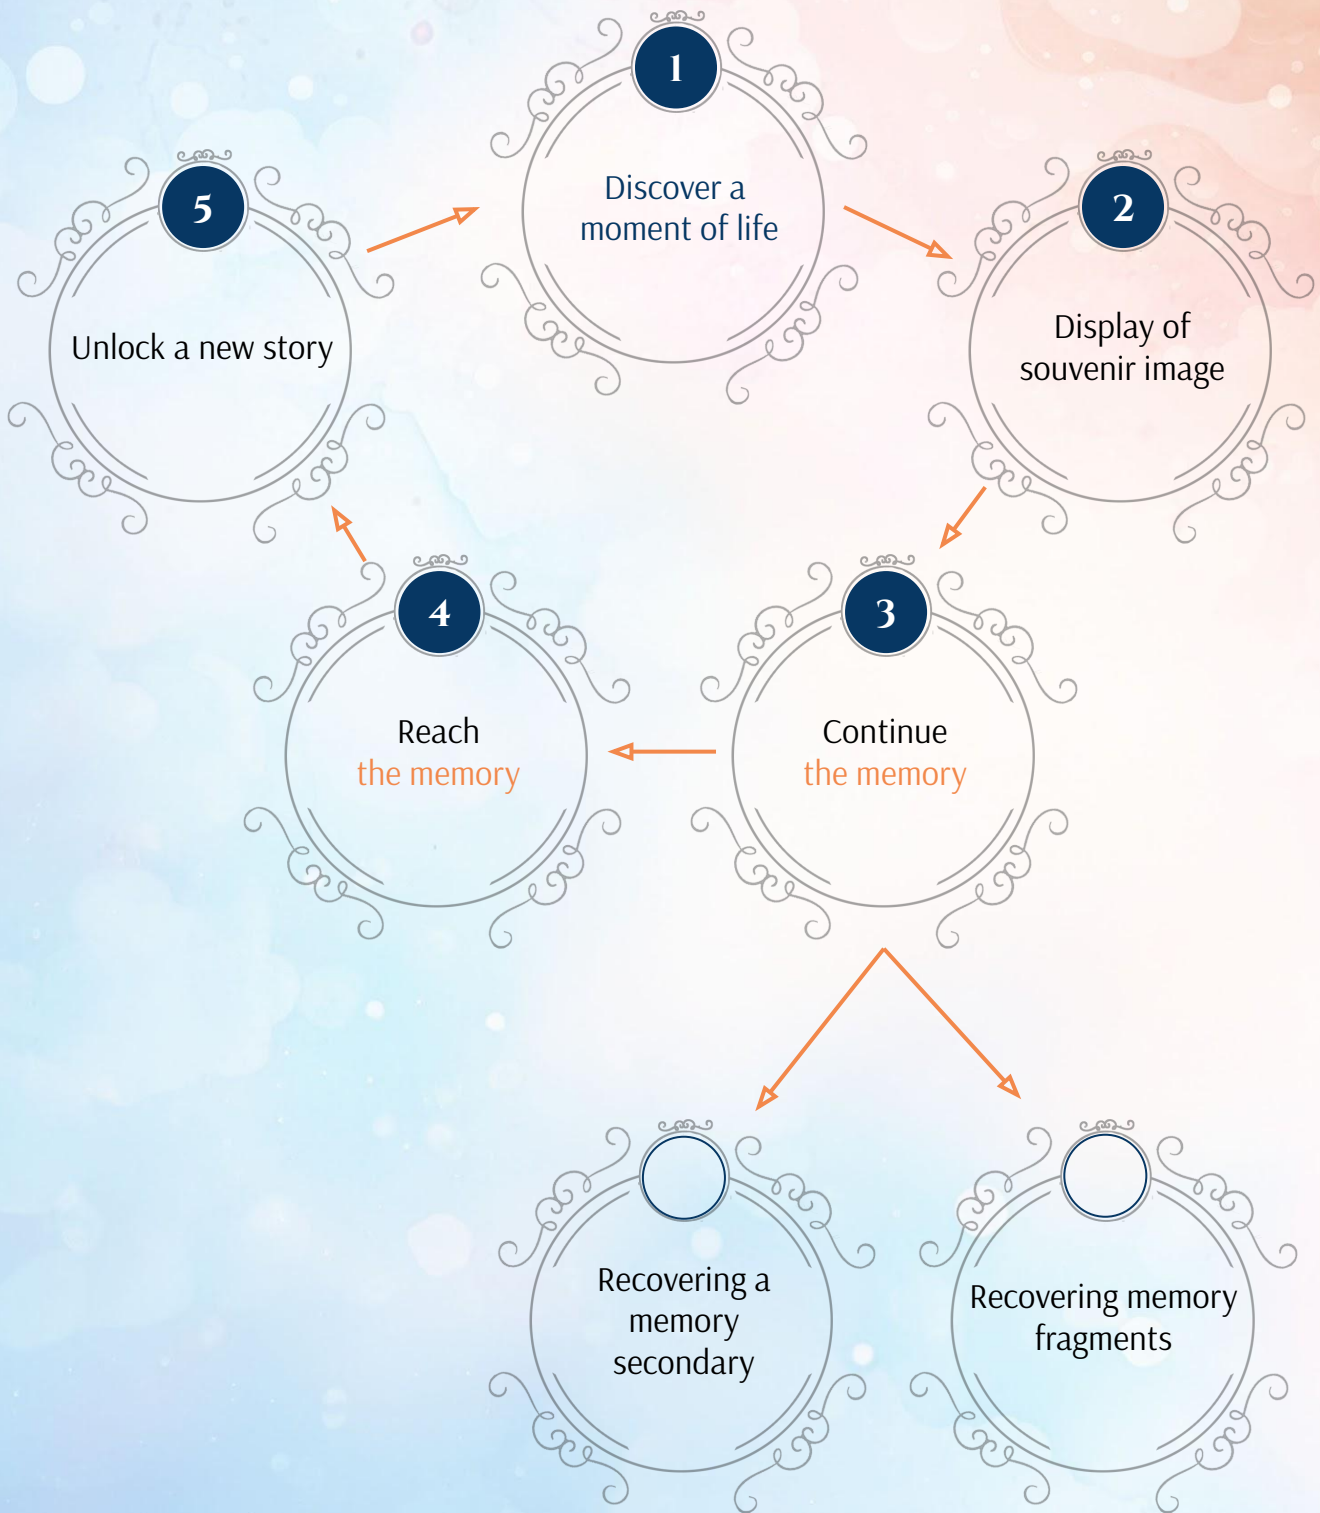 1
Discover a
moment of life
2
Display of
souvenir image
3
Continue
the memory
4
Reach
the memory
5
Unlock a new story
Recovering a
memory
secondary
Recovering memory
fragments